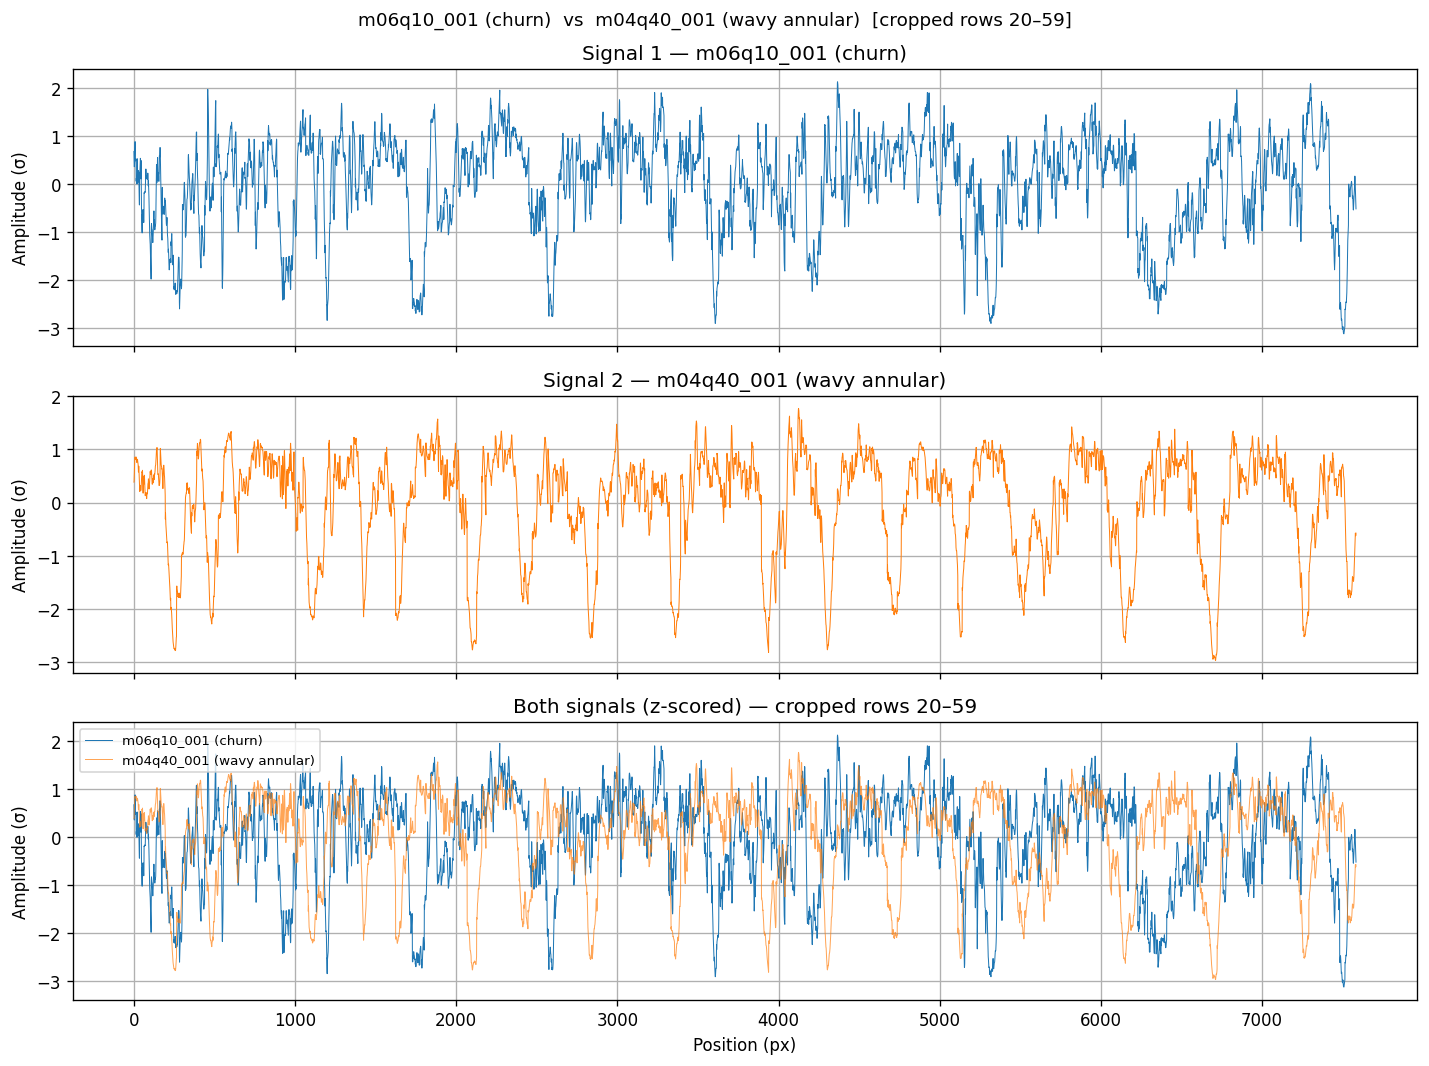 m06q10_001 (churn)  vs  m04q40_001 (wavy annular)  [cropped rows 20–59]
Signal 1 — m06q10_001 (churn)
Amplitude (σ)
2
1
0
−1
−2
−3
Signal 2 — m04q40_001 (wavy annular)
Amplitude (σ)
2
1
0
−1
−2
−3
Both signals (z-scored) — cropped rows 20–59
m06q10_001 (churn)
m04q40_001 (wavy annular)
Amplitude (σ)
2
1
0
−1
−2
−3
0 1000 2000 3000 4000 5000 6000 7000
Position (px)